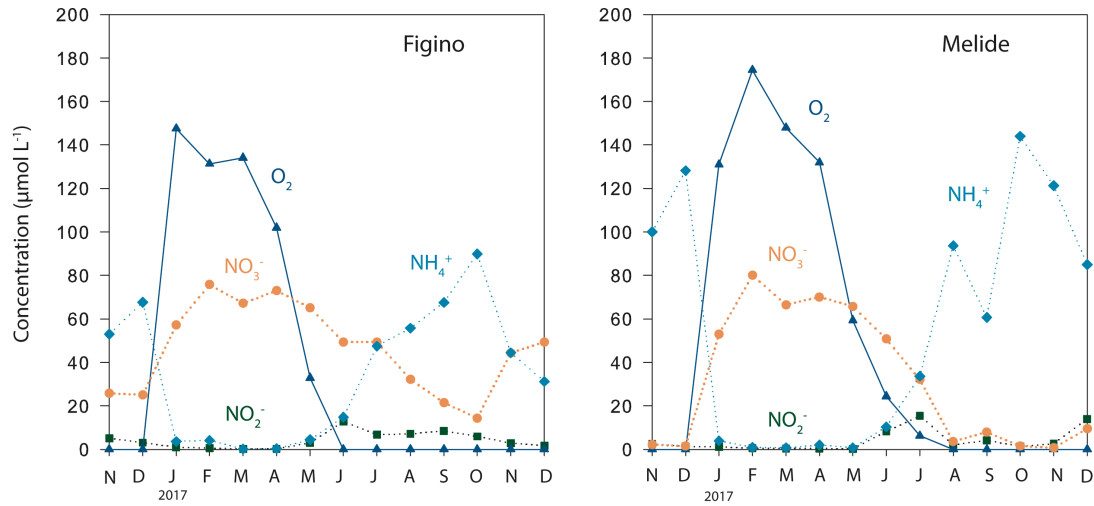 Concentration (µmol L⁻¹)
200
180
160
140
120
100
80
60
40
20
0
Figino
O₂
NO₃⁻
NH₄⁺
NO₂⁻
N D J F M A M J J A S O N D
2017
200
180
160
140
120
100
80
60
40
20
0
Melide
O₂
NH₄⁺
NO₃⁻
NO₂⁻
N D J F M A M J J A S O N D
2017